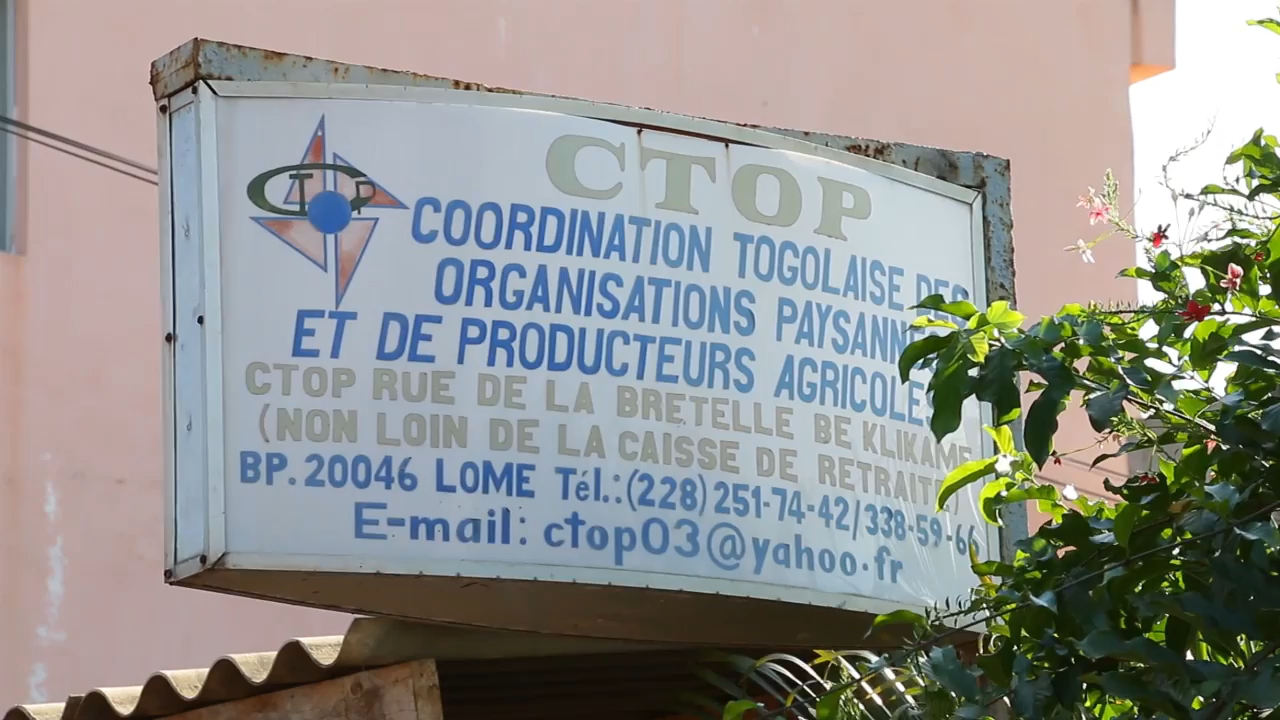 CTOP
CTOP
COORDINATION TOGOLAISE DES
ORGANISATIONS PAYSANNES
ET DE PRODUCTEURS AGRICOLES
CTOP RUE DE LA BRETELLE BE KLIKAME
(NON LOIN DE LA CAISSE DE RETRAITE)
BP.20046 LOME Tél.:(228)251-74-42/338-59-66
E-mail: ctop03@yahoo.fr